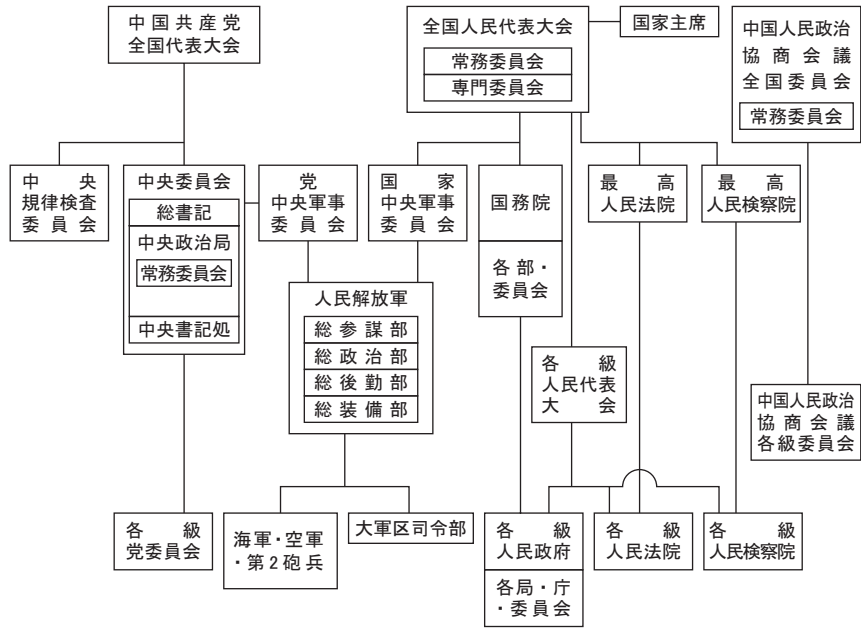 中国共産党
全国代表大会
全国人民代表大会
常務委員会
専門委員会
国家主席
中国人民政治
協商会議
全国委員会
常務委員会
中央
規律検査
委員会
中央委員会
総書記
中央政治局
常務委員会
中央書記処
党
中央軍事
委員会
国家
中央軍事
委員会
国務院
各部・
委員会
最高
人民法院
最高
人民検察院
人民解放軍
総参謀部
総政治部
総後勤部
総装備部
各級
人民代表
大会
中国人民政治
協商会議
各級委員会
各級
党委員会
海軍・空軍
・第2砲兵
大軍区司令部
各級
人民政府
各局・庁
・委員会
各級
人民法院
各級
人民検察院